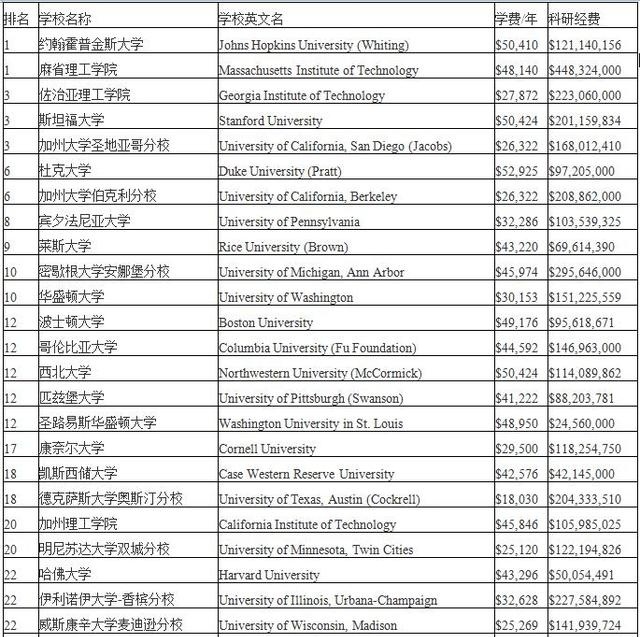 排名 学校名称 学校英文名 学费/年 科研经费
1 约翰霍普金斯大学 Johns Hopkins University (Whiting) $50,410 $121,140,156
1 麻省理工学院 Massachusetts Institute of Technology $48,140 $448,324,000
3 佐治亚理工学院 Georgia Institute of Technology $27,872 $223,060,000
3 斯坦福大学 Stanford University $50,424 $201,159,834
3 加州大学圣地亚哥分校 University of California, San Diego (Jacobs) $26,322 $168,012,410
6 杜克大学 Duke University (Pratt) $52,925 $97,205,000
6 加州大学伯克利分校 University of California, Berkeley $26,322 $208,862,000
8 宾夕法尼亚大学 University of Pennsylvania $32,286 $103,539,325
9 莱斯大学 Rice University (Brown) $43,220 $69,614,390
10 密歇根大学安娜堡分校 University of Michigan, Ann Arbor $45,974 $295,646,000
10 华盛顿大学 University of Washington $30,153 $151,225,559
12 波士顿大学 Boston University $49,176 $95,618,671
12 哥伦比亚大学 Columbia University (Fu Foundation) $44,592 $146,963,000
12 西北大学 Northwestern University (McCormick) $50,424 $114,089,862
12 匹兹堡大学 University of Pittsburgh (Swanson) $41,222 $88,203,781
12 圣路易斯华盛顿大学 Washington University in St. Louis $48,950 $24,560,000
17 康奈尔大学 Cornell University $29,500 $118,254,750
18 凯斯西储大学 Case Western Reserve University $42,576 $42,145,000
18 德克萨斯大学奥斯汀分校 University of Texas, Austin (Cockrell) $18,030 $204,333,510
20 加州理工学院 California Institute of Technology $45,846 $105,985,025
20 明尼苏达大学双城分校 University of Minnesota, Twin Cities $25,120 $122,194,826
22 哈佛大学 Harvard University $43,296 $50,054,491
22 伊利诺伊大学-香槟分校 University of Illinois, Urbana-Champaign $32,628 $227,584,892
22 威斯康辛大学麦迪逊分校 University of Wisconsin, Madison $25,269 $141,939,724